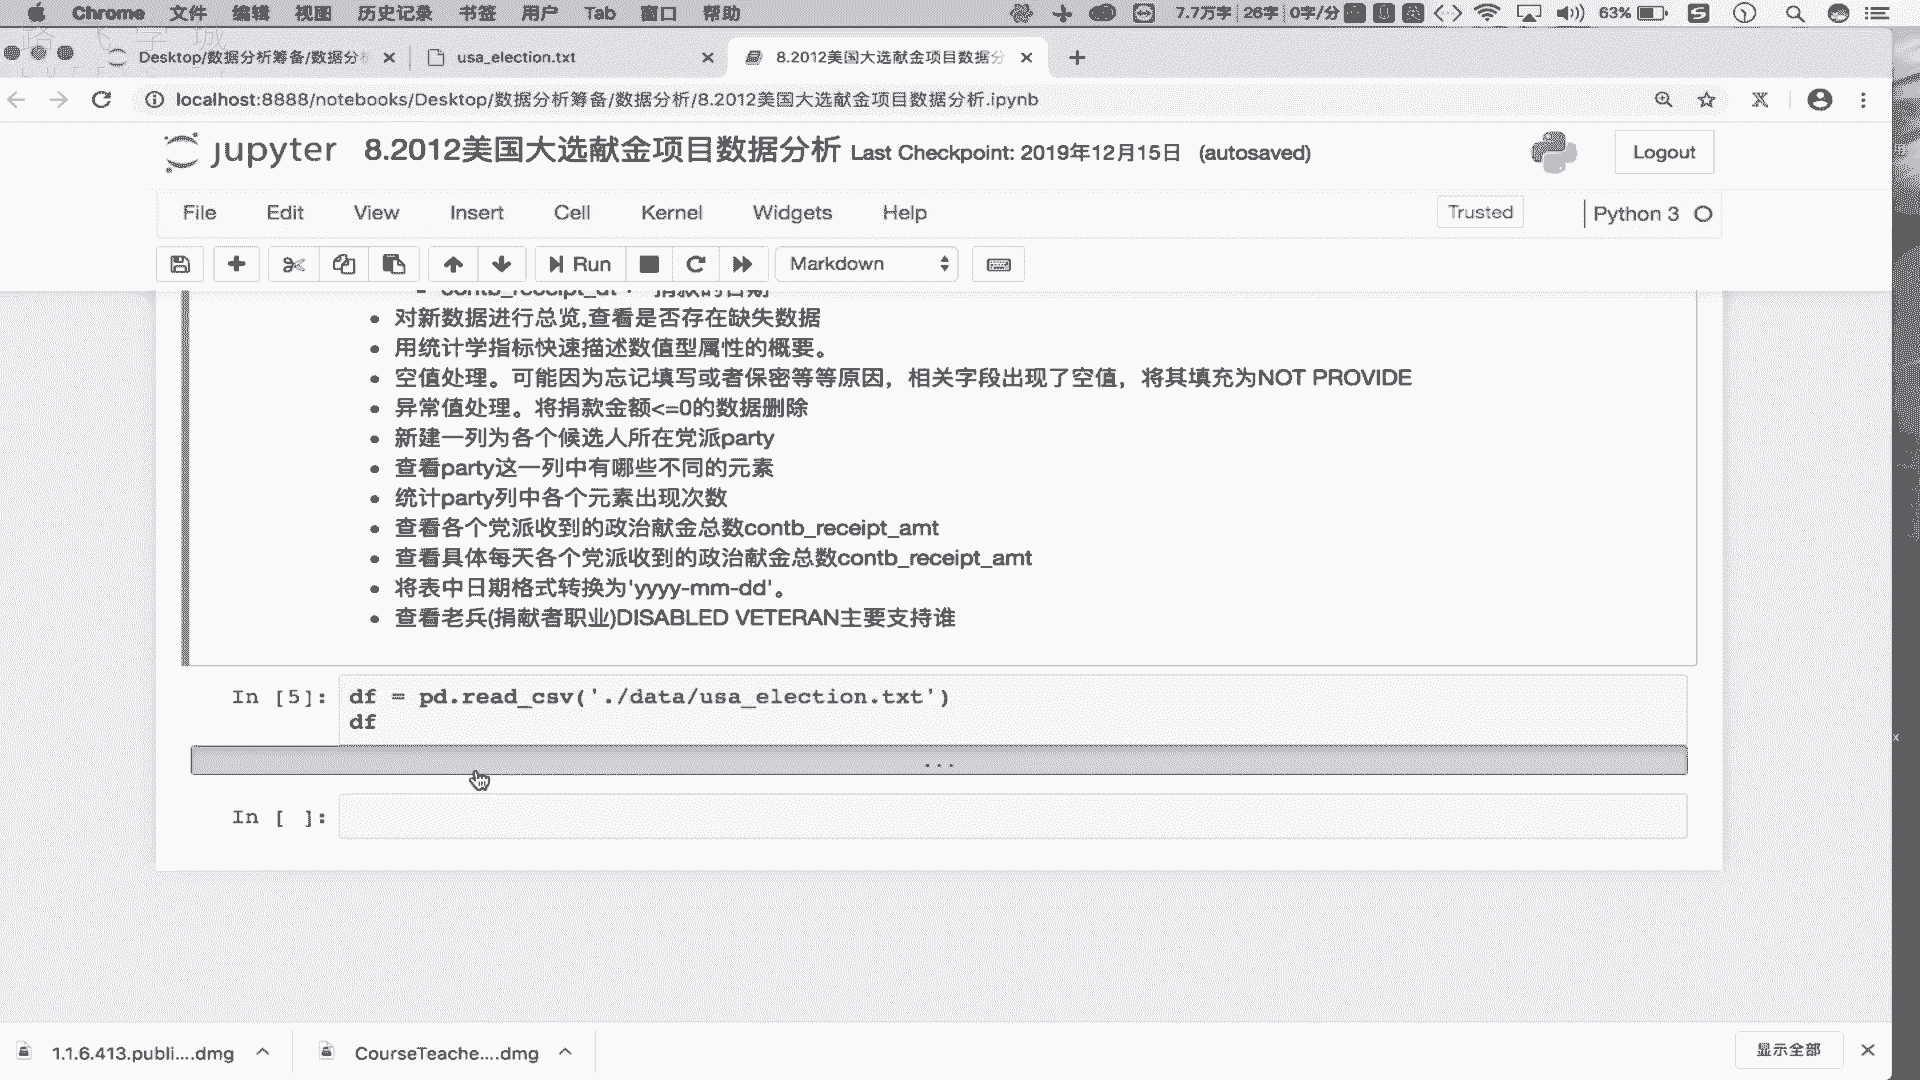 Chrome 文件 编辑 视图 历史记录 书签 用户 Tab 窗口 帮助 7.7万字 26字 0字/分 63%
Desktop/数据分析筹备/数据分 usa_election.txt 8.2012美国大选献金项目数据分
localhost:8888/notebooks/Desktop/数据分析筹备/数据分析/8.2012美国大选献金项目数据分析.ipynb
jupyter 8.2012美国大选献金项目数据分析 Last Checkpoint: 2019年12月15日 (autosaved) Logout
File Edit View Insert Cell Kernel Widgets Help Trusted Python 3
Run Markdown
对新数据进行总览,查看是否存在缺失数据
用统计学指标快速描述数值型属性的概要。
空值处理。可能因为忘记填写或者保密等等原因，相关字段出现了空值，将其填充为NOT PROVIDE
异常值处理。将捐款金额<=0的数据删除
新建一列为各个候选人所在党派party
查看party这一列中有哪些不同的元素
统计party列中各个元素出现次数
查看各个党派收到的政治献金总数contb_receipt_amt
查看具体每天各个党派收到的政治献金总数contb_receipt_amt
将表中日期格式转换为'yyyy-mm-dd'。
查看老兵(捐献者职业)DISABLED VETERAN主要支持谁
In [5]: df = pd.read_csv('./data/usa_election.txt')
df
...
In [ ]:
1.1.6.413.publi....dmg CourseTeache....dmg 显示全部